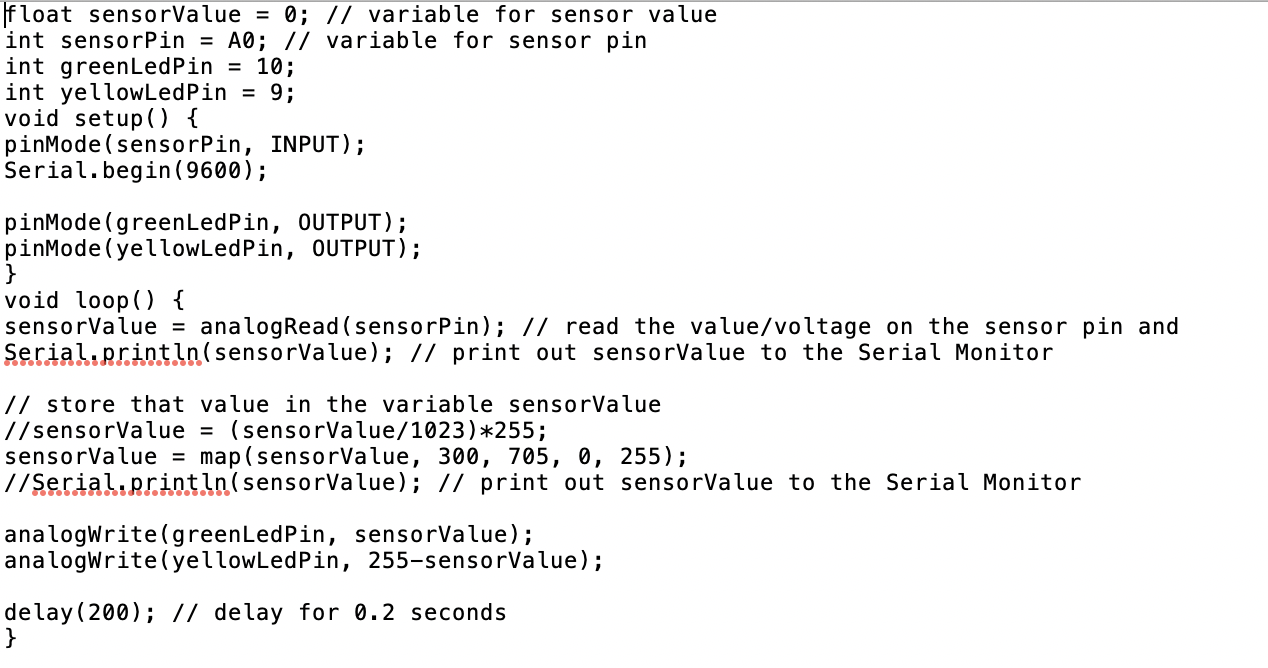 float sensorValue = 0; // variable for sensor value
int sensorPin = A0; // variable for sensor pin
int greenLedPin = 10;
int yellowLedPin = 9;
void setup() {
pinMode(sensorPin, INPUT);
Serial.begin(9600);

pinMode(greenLedPin, OUTPUT);
pinMode(yellowLedPin, OUTPUT);
}
void loop() {
sensorValue = analogRead(sensorPin); // read the value/voltage on the sensor pin and
Serial.println(sensorValue); // print out sensorValue to the Serial Monitor

// store that value in the variable sensorValue
//sensorValue = (sensorValue/1023)*255;
sensorValue = map(sensorValue, 300, 705, 0, 255);
//Serial.println(sensorValue); // print out sensorValue to the Serial Monitor

analogWrite(greenLedPin, sensorValue);
analogWrite(yellowLedPin, 255-sensorValue);

delay(200); // delay for 0.2 seconds
}